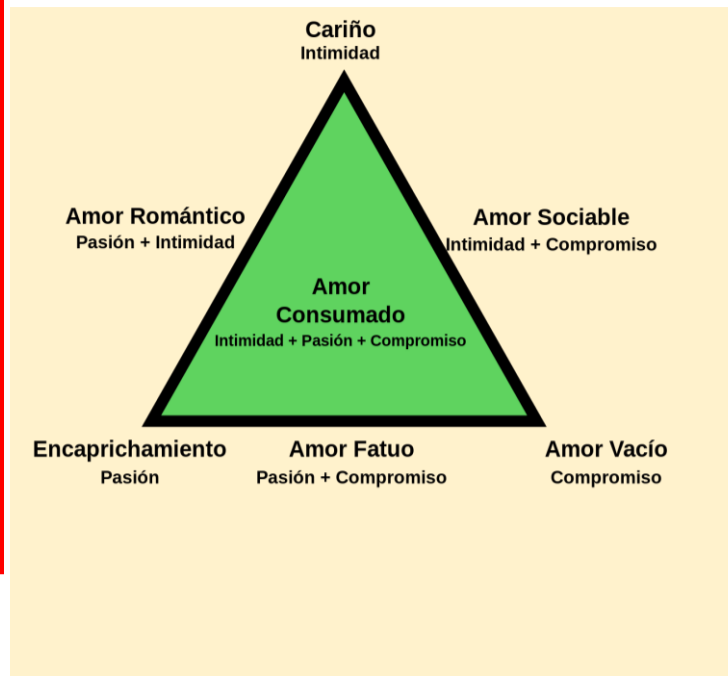 Cariño
Intimidad
Amor Romántico
Pasión + Intimidad
Amor Sociable
Intimidad + Compromiso
Amor
Consumado
Intimidad + Pasión + Compromiso
Encaprichamiento
Pasión
Amor Fatuo
Pasión + Compromiso
Amor Vacío
Compromiso